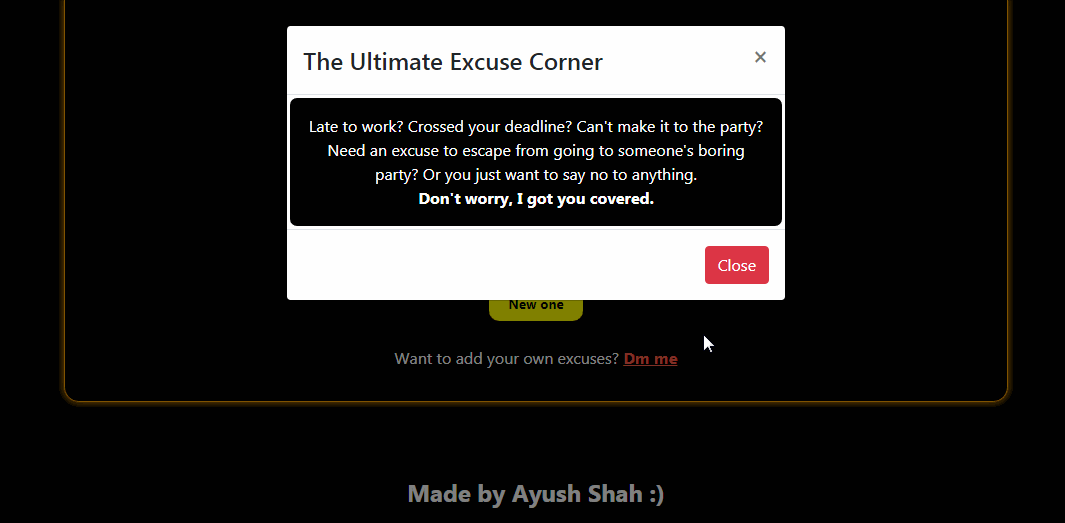 The Ultimate Excuse Corner ×
Late to work? Crossed your deadline? Can't make it to the party?
Need an excuse to escape from going to someone's boring
party? Or you just want to say no to anything.
Don't worry, I got you covered.
Close
New one
Want to add your own excuses? Dm me
Made by Ayush Shah :)